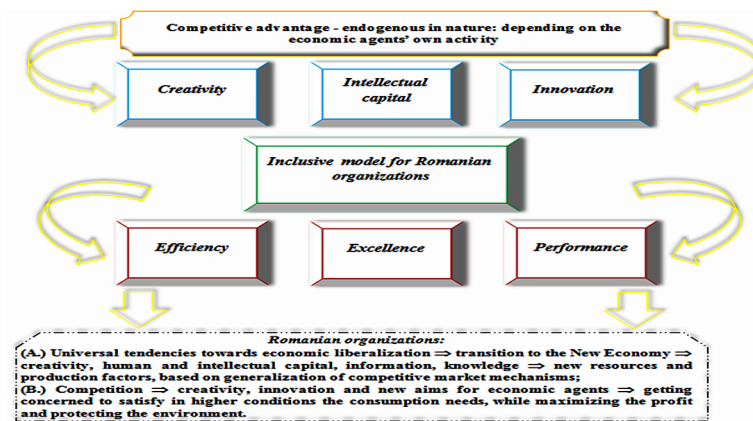 Competitive advantage - endogenous in nature: depending on the
economic agents' own activity
Creativity
Intellectual
capital
Innovation
Inclusive model for Romanian
organizations
Efficiency
Excellence
Performance
Romanian organizations:
(A.) Universal tendencies towards economic liberalization ⇒ transition to the New Economy ⇒
creativity, human and intellectual capital, information, knowledge ⇒ new resources and
production factors, based on generalization of competitive market mechanisms;
(B.) Competition ⇒ creativity, innovation and new aims for economic agents ⇒ getting
concerned to satisfy in higher conditions the consumption needs, while maximizing the profit
and protecting the environment.